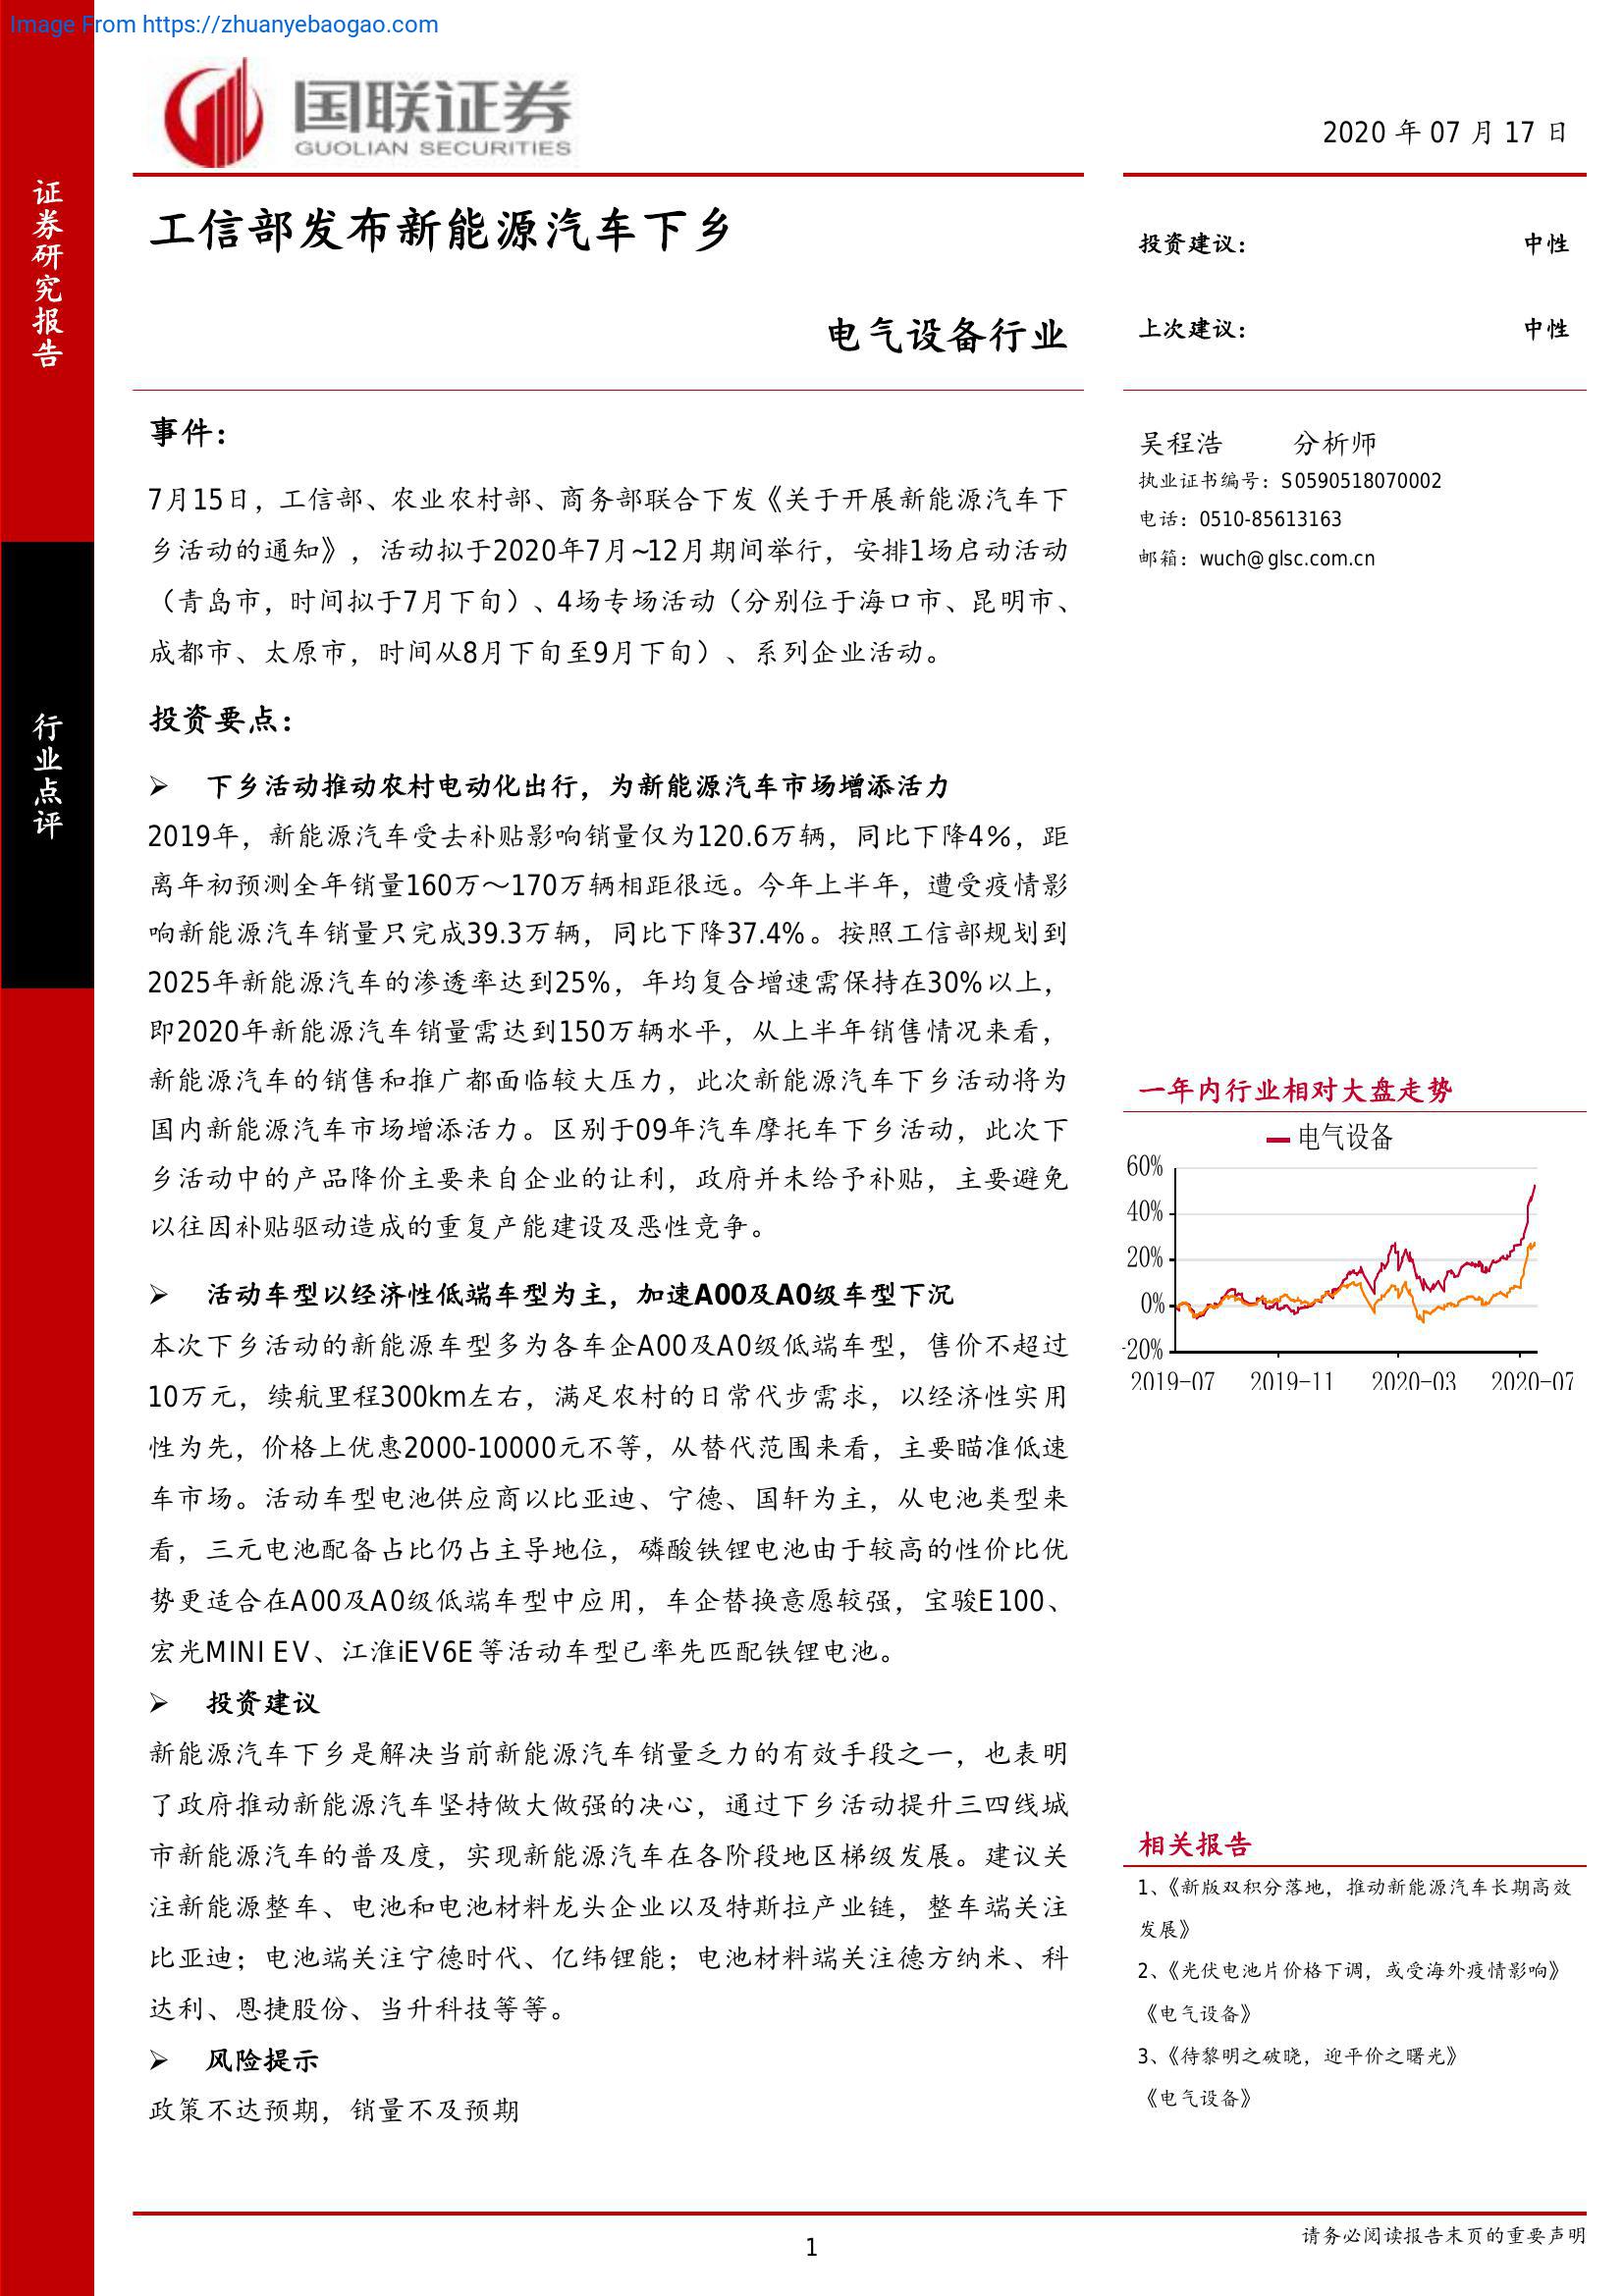 Image From https://zhuanyebaogao.com
证券研究报告
行业点评
国联证券
GUOLIAN SECURITIES
2020 年 07 月 17 日
工信部发布新能源汽车下乡
电气设备行业
投资建议： 中性
上次建议： 中性
吴程浩 分析师
执业证书编号：S0590518070002
电话：0510-85613163
邮箱：wuch@glsc.com.cn
事件：
7月15日，工信部、农业农村部、商务部联合下发《关于开展新能源汽车下
乡活动的通知》，活动拟于2020年7月~12月期间举行，安排1场启动活动
（青岛市，时间拟于7月下旬）、4场专场活动（分别位于海口市、昆明市、
成都市、太原市，时间从8月下旬至9月下旬）、系列企业活动。
投资要点：
➢ 下乡活动推动农村电动化出行，为新能源汽车市场增添活力
2019年，新能源汽车受去补贴影响销量仅为120.6万辆，同比下降4%，距
离年初预测全年销量160万～170万辆相距很远。今年上半年，遭受疫情影
响新能源汽车销量只完成39.3万辆，同比下降37.4%。按照工信部规划到
2025年新能源汽车的渗透率达到25%，年均复合增速需保持在30%以上，
即2020年新能源汽车销量需达到150万辆水平，从上半年销售情况来看，
新能源汽车的销售和推广都面临较大压力，此次新能源汽车下乡活动将为
国内新能源汽车市场增添活力。区别于09年汽车摩托车下乡活动，此次下
乡活动中的产品降价主要来自企业的让利，政府并未给予补贴，主要避免
以往因补贴驱动造成的重复产能建设及恶性竞争。
➢ 活动车型以经济性低端车型为主，加速A00及A0级车型下沉
本次下乡活动的新能源车型多为各车企A00及A0级低端车型，售价不超过
10万元，续航里程300km左右，满足农村的日常代步需求，以经济性实用
性为先，价格上优惠2000-10000元不等，从替代范围来看，主要瞄准低速
车市场。活动车型电池供应商以比亚迪、宁德、国轩为主，从电池类型来
看，三元电池配备占比仍占主导地位，磷酸铁锂电池由于较高的性价比优
势更适合在A00及A0级低端车型中应用，车企替换意愿较强，宝骏E100、
宏光MINI EV、江淮iEV6E等活动车型已率先匹配铁锂电池。
➢ 投资建议
新能源汽车下乡是解决当前新能源汽车销量乏力的有效手段之一，也表明
了政府推动新能源汽车坚持做大做强的决心，通过下乡活动提升三四线城
市新能源汽车的普及度，实现新能源汽车在各阶段地区梯级发展。建议关
注新能源整车、电池和电池材料龙头企业以及特斯拉产业链，整车端关注
比亚迪；电池端关注宁德时代、亿纬锂能；电池材料端关注德方纳米、科
达利、恩捷股份、当升科技等等。
➢ 风险提示
政策不达预期，销量不及预期
一年内行业相对大盘走势
电气设备
60%
40%
20%
0%
-20%
2019-07 2019-11 2020-03 2020-07
相关报告
1、《新版双积分落地，推动新能源汽车长期高效
发展》
2、《光伏电池片价格下调，或受海外疫情影响》
《电气设备》
3、《待黎明之破晓，迎平价之曙光》
《电气设备》
1
请务必阅读报告末页的重要声明